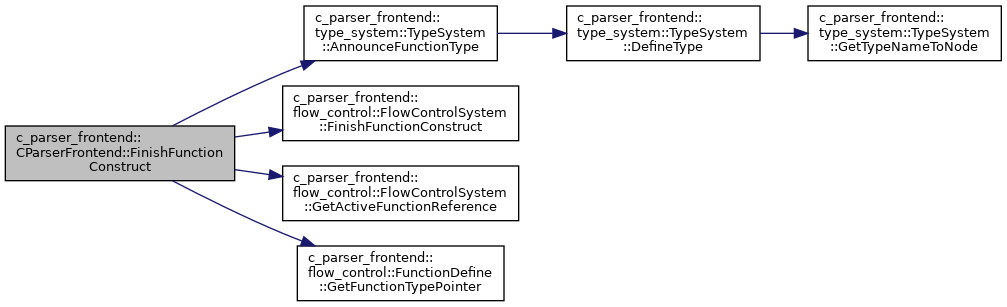 c_parser_frontend::
CParserFrontend::FinishFunction
Construct
c_parser_frontend::
type_system::TypeSystem
::AnnounceFunctionType
c_parser_frontend::
type_system::TypeSystem
::DefineType
c_parser_frontend::
type_system::TypeSystem
::GetTypeNameToNode
c_parser_frontend::
flow_control::FlowControlSystem
::FinishFunctionConstruct
c_parser_frontend::
flow_control::FlowControlSystem
::GetActiveFunctionReference
c_parser_frontend::
flow_control::FunctionDefine
::GetFunctionTypePointer